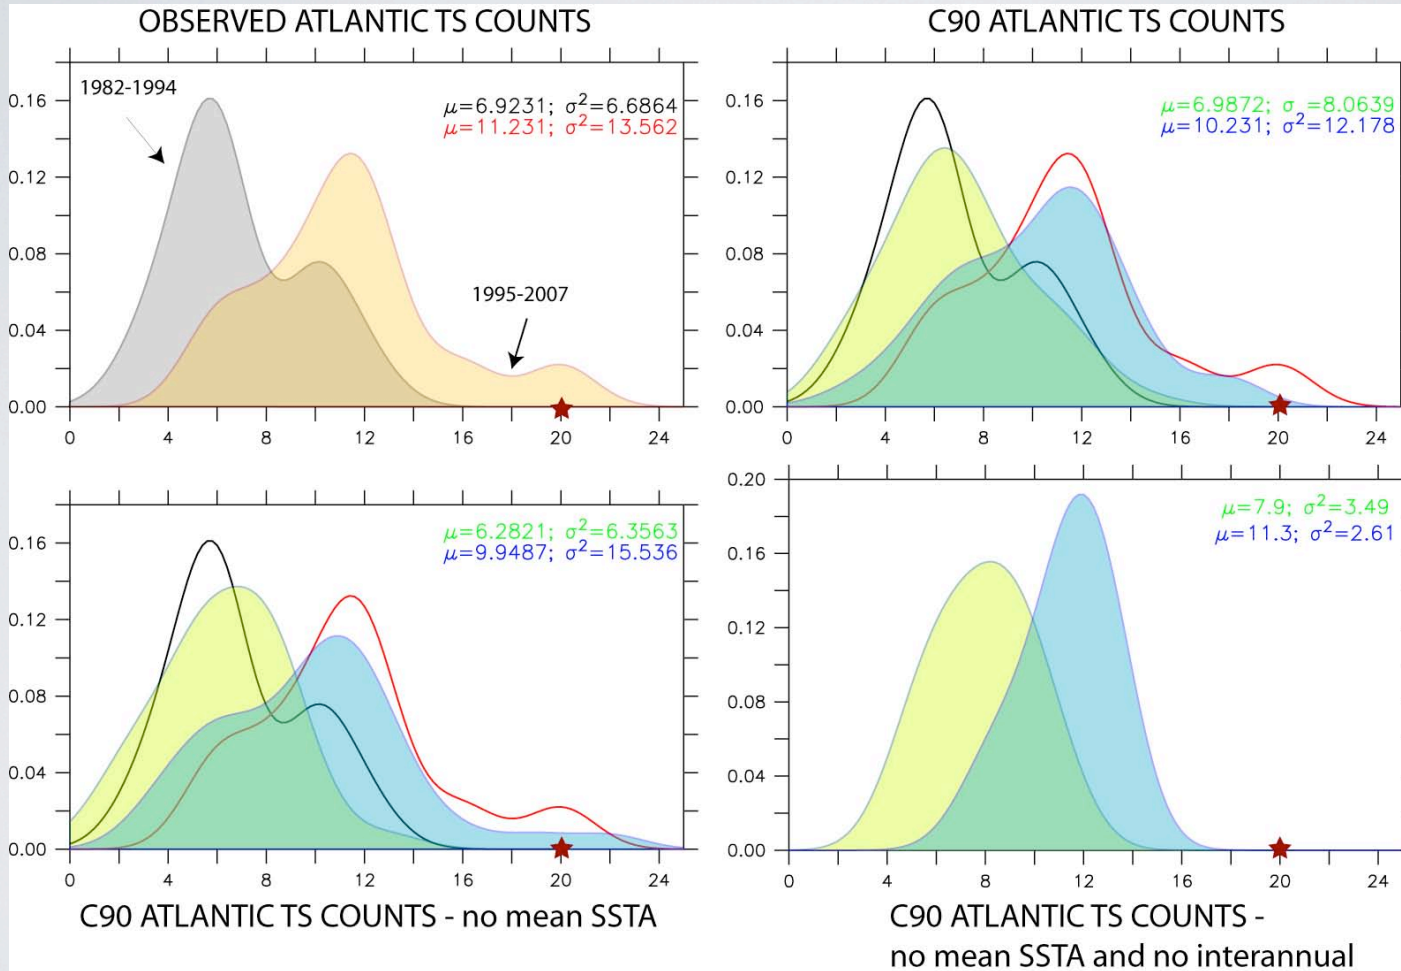 OBSERVED ATLANTIC TS COUNTS
1982-1994
μ=6.9231; σ²=6.6864
μ=11.231; σ²=13.562
1995-2007
0.16
0.12
0.08
0.04
0.00
0 4 8 12 16 20 24
C90 ATLANTIC TS COUNTS
μ=6.9872; σ =8.0639
μ=10.231; σ²=12.178
0.16
0.12
0.08
0.04
0.00
0 4 8 12 16 20 24
μ=6.2821; σ²=6.3563
μ=9.9487; σ²=15.536
0.16
0.12
0.08
0.04
0.00
0 4 8 12 16 20 24
C90 ATLANTIC TS COUNTS - no mean SSTA
0.20
μ=7.9; σ²=3.49
μ=11.3; σ²=2.61
0.16
0.12
0.08
0.04
0.00
0 4 8 12 16 20 24
C90 ATLANTIC TS COUNTS -
no mean SSTA and no interannual